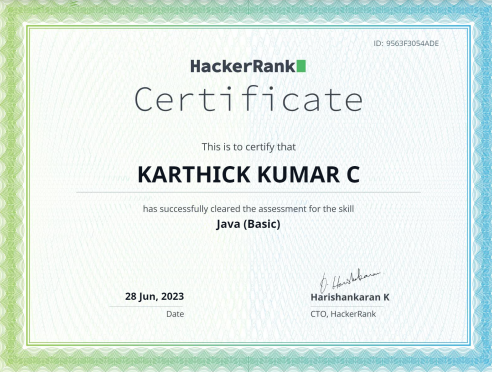 ID: 9563F3054ADE
HackerRank
Certificate
This is to certify that
KARTHICK KUMAR C
has successfully cleared the assessment for the skill
Java (Basic)
28 Jun, 2023
Date
D. Harishankaran
Harishankaran K
CTO, HackerRank